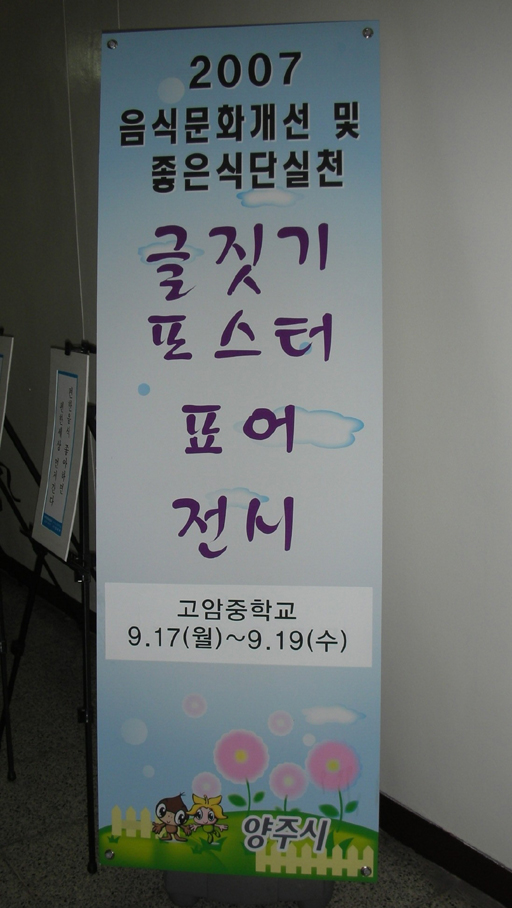 2007
음식문화개선 및
좋은식단실천
글짓기
포스터
표어
전시
고암중학교
9.17(월)~9.19(수)
양주시